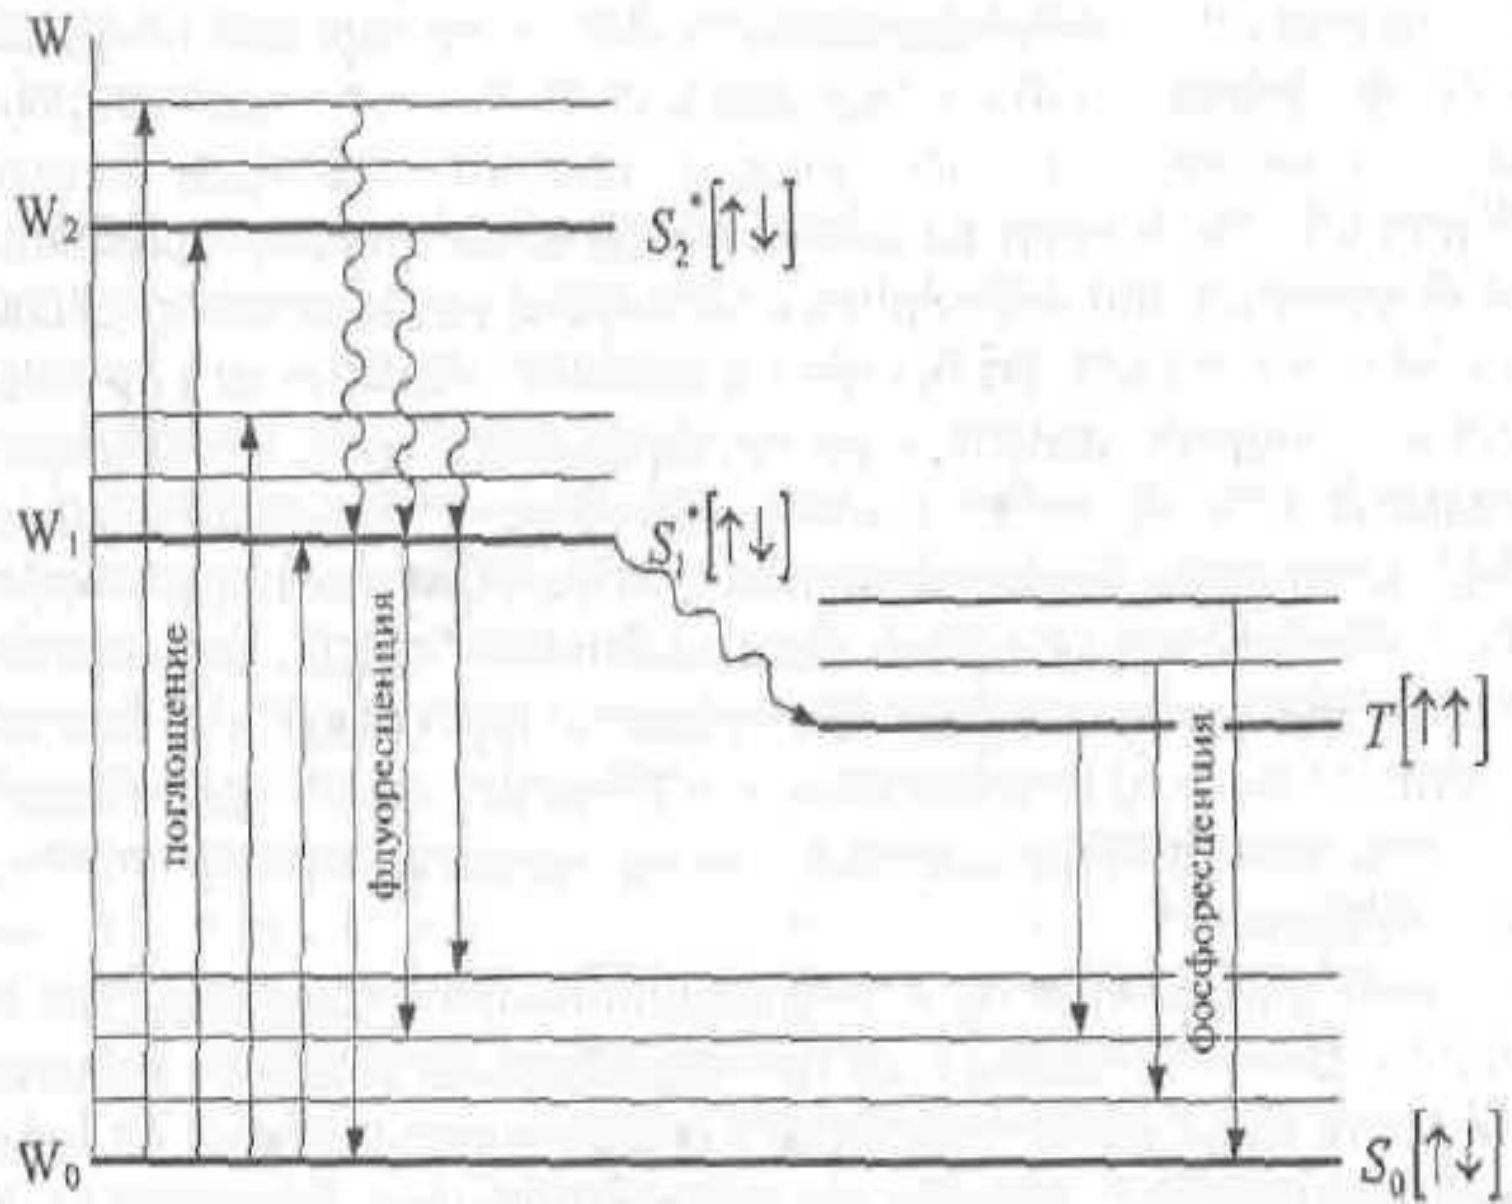 W
W₂
S₂*[↑↓]
W₁
S₁*[↑↓]
поглощение
флуоресценция
фосфоресценция
T[↑↑]
W₀
S₀[↑↓]